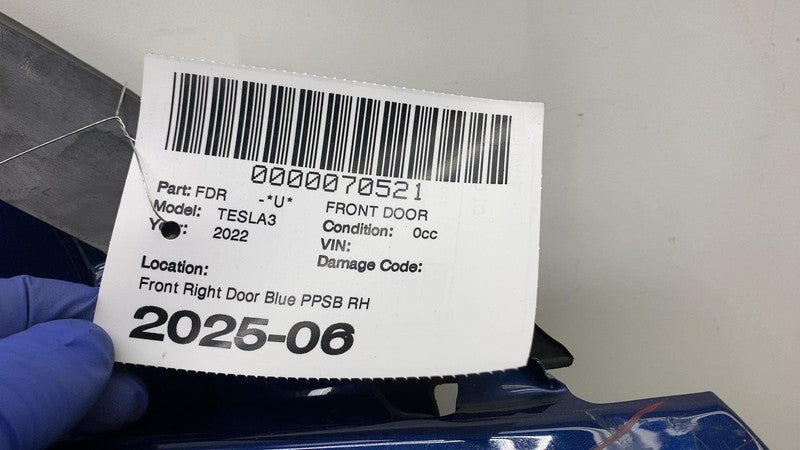 0000070521
Part: FDR -*U* FRONT DOOR
Model: TESLA3 Condition: 0cc
2022 VIN:
Location: Damage Code:
Front Right Door Blue PPSB RH
2025-06